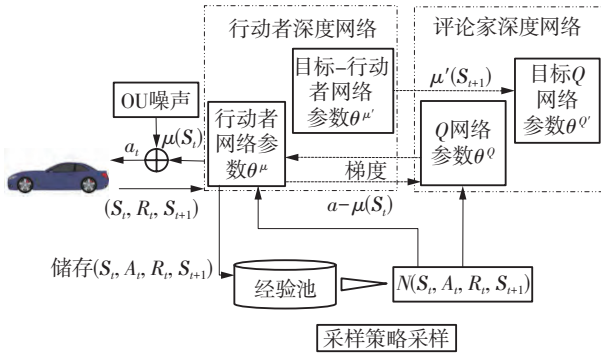 行动者深度网络
评论家深度网络
目标-行动
者网络
参数θ^μ′
μ′(S_{t+1})
目标Q
网络
参数θ^Q′
OU噪声
a_t
μ(S_t)
行动者
网络参
数θ^μ
Q网络
参数θ^Q
梯度
(S_t, R_t, S_{t+1})
a-μ(S_t)
储存(S_t, A_t, R_t, S_{t+1})
经验池
N(S_t, A_t, R_t, S_{t+1})
采样策略采样